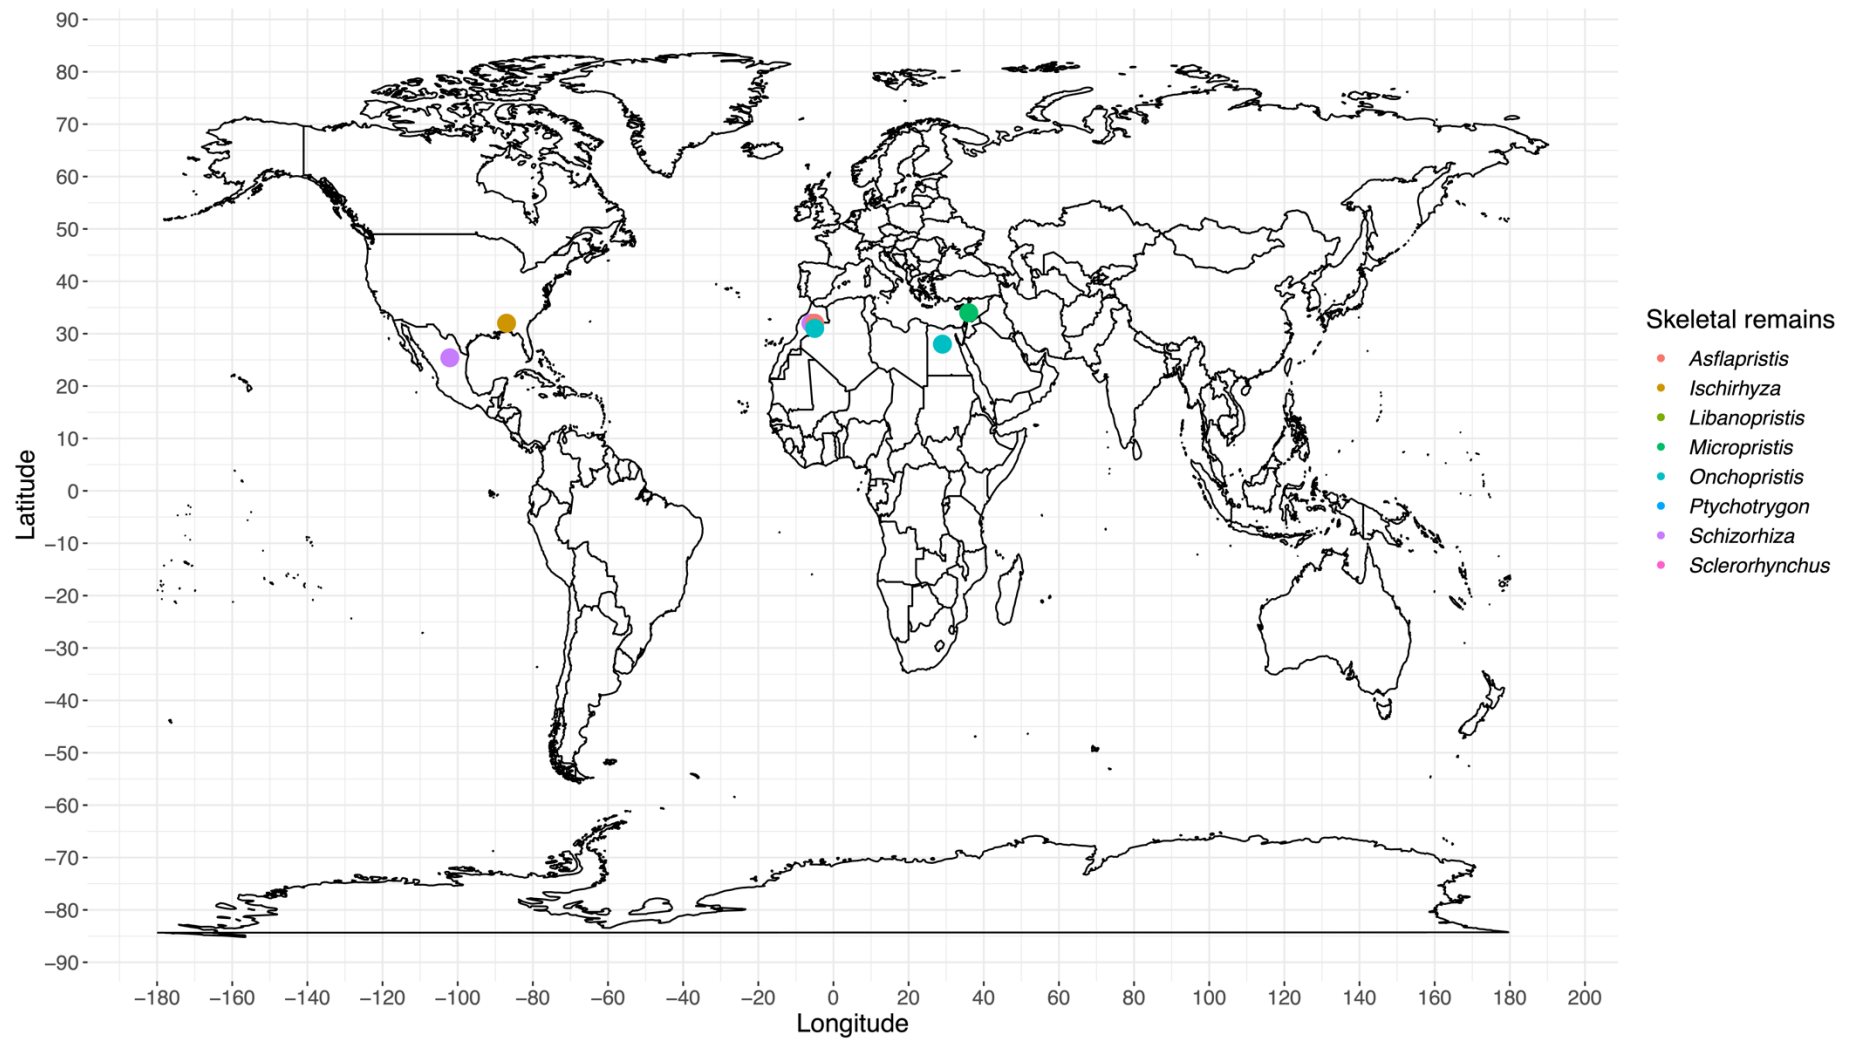 90
80
70
60
50
40
30
20
10
0
−10
−20
−30
−40
−50
−60
−70
−80
−90
Latitude
−180 −160 −140 −120 −100 −80 −60 −40 −20 0 20 40 60 80 100 120 140 160 180 200
Longitude
Skeletal remains
Asflapristis
Ischirhyza
Libanopristis
Micropristis
Onchopristis
Ptychotrygon
Schizorhiza
Sclerorhynchus